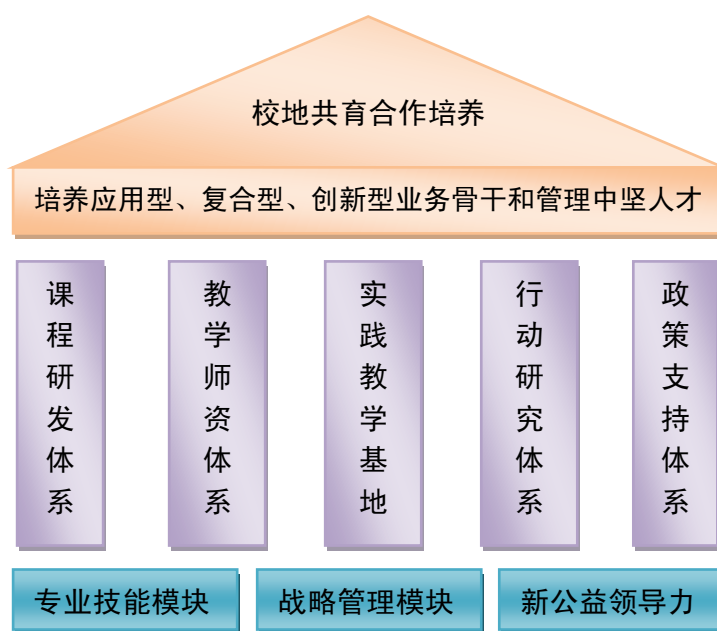 校地共育合作培养
培养应用型、复合型、创新型业务骨干和管理中坚人才
课程研发体系
教学师资体系
实践教学基地
行动研究体系
政策支持体系
专业技能模块
战略管理模块
新公益领导力